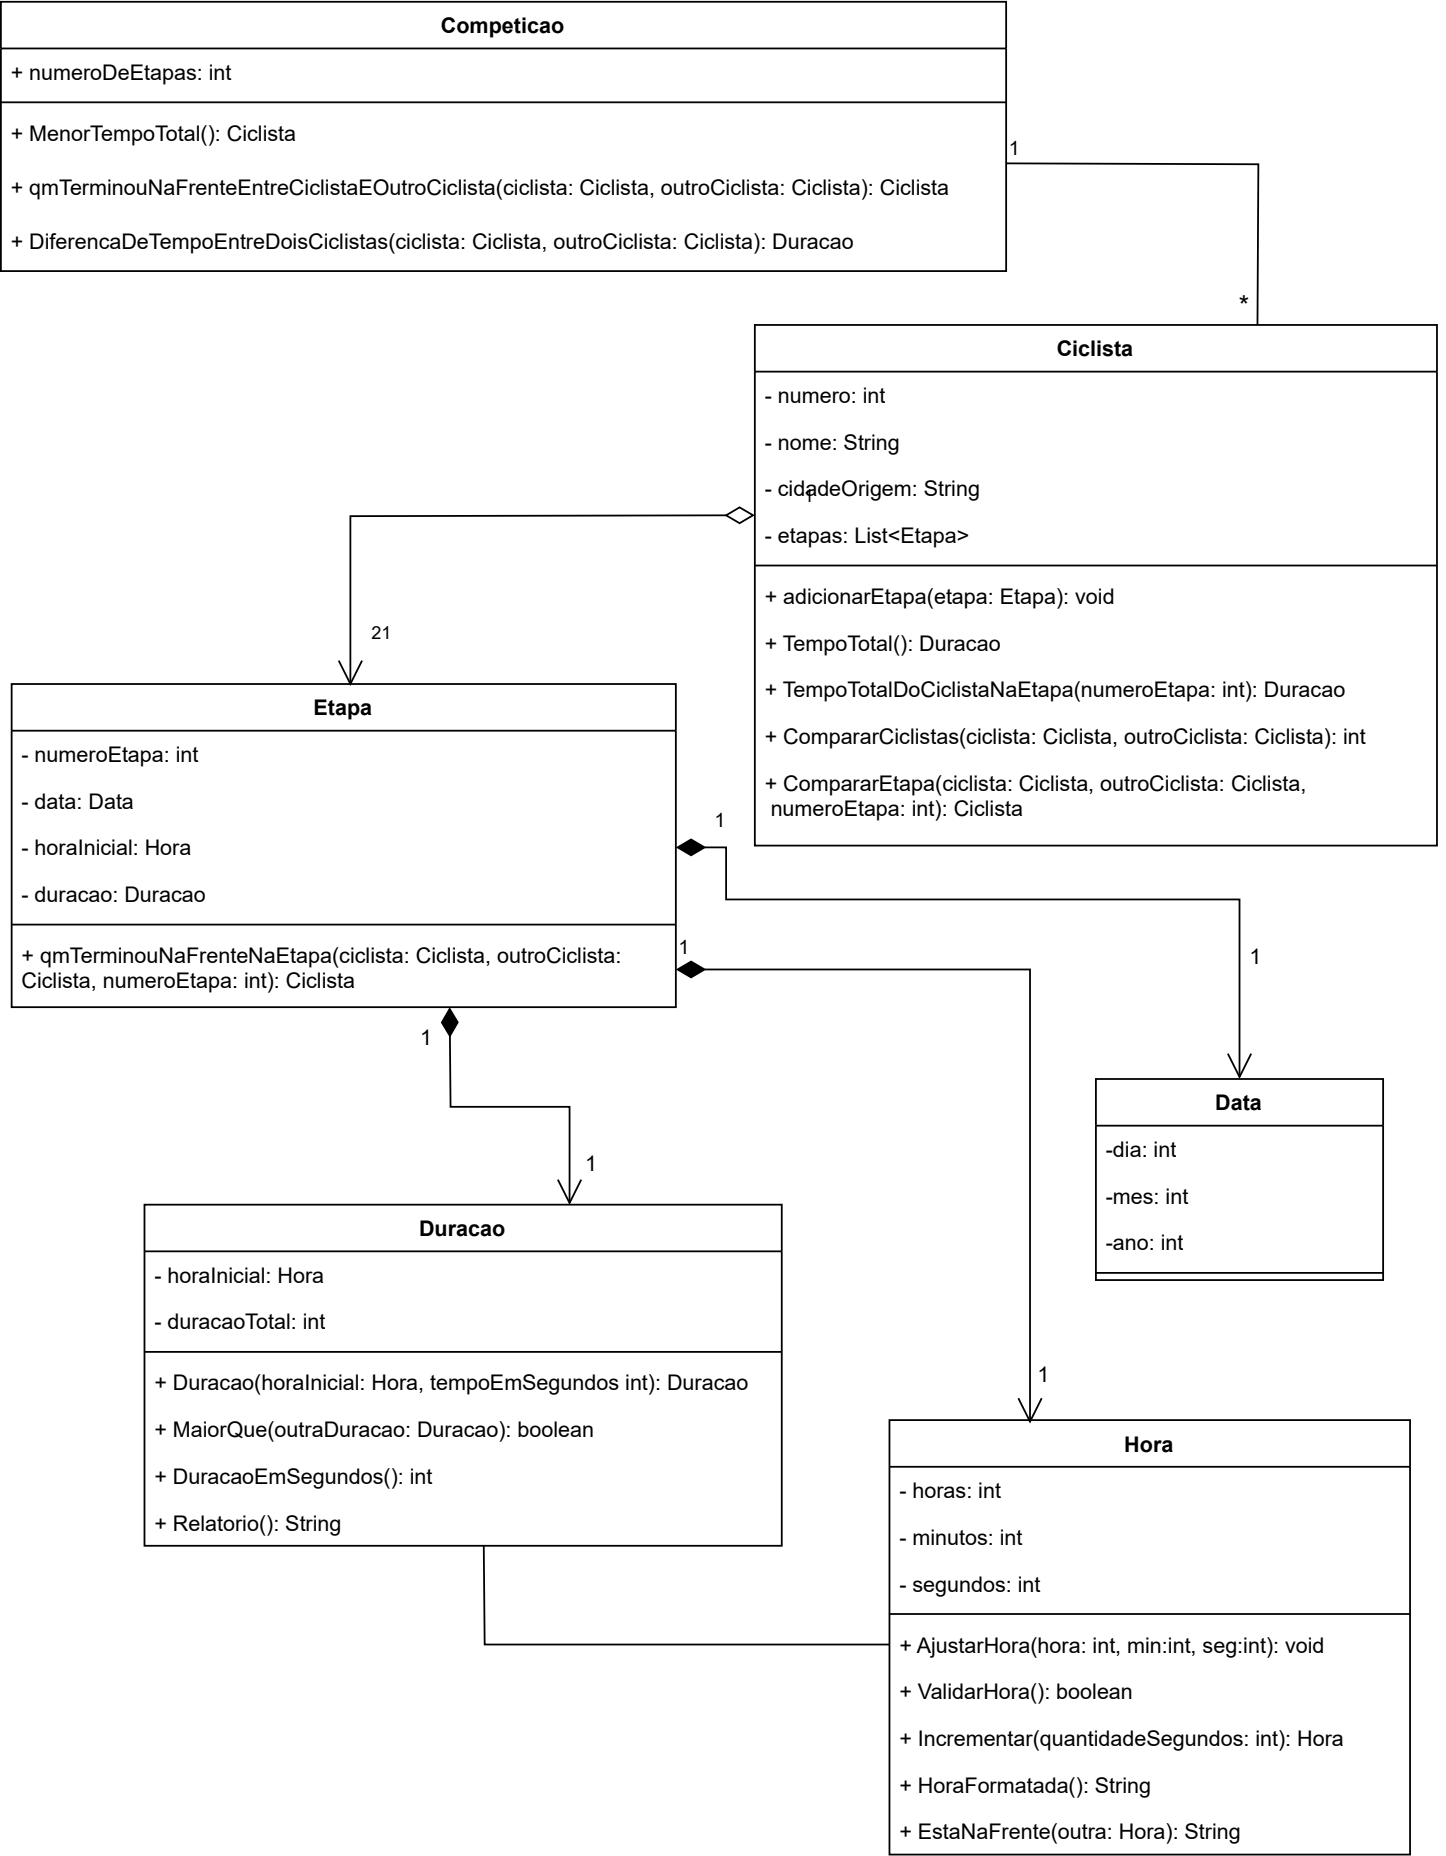 Competicao
+ numeroDeEtapas: int
+ MenorTempoTotal(): Ciclista
+ qmTerminouNaFrenteEntreCiclistaEOutroCiclista(ciclista: Ciclista, outroCiclista: Ciclista): Ciclista
+ DiferencaDeTempoEntreDoisCiclistas(ciclista: Ciclista, outroCiclista: Ciclista): Duracao
1
*
Ciclista
- numero: int
- nome: String
- cidadeOrigem: String
- etapas: List<Etapa>
+ adicionarEtapa(etapa: Etapa): void
+ TempoTotal(): Duracao
+ TempoTotalDoCiclistaNaEtapa(numeroEtapa: int): Duracao
+ CompararCiclistas(ciclista: Ciclista, outroCiclista: Ciclista): int
+ CompararEtapa(ciclista: Ciclista, outroCiclista: Ciclista,
numeroEtapa: int): Ciclista
21
Etapa
- numeroEtapa: int
- data: Data
- horaInicial: Hora
- duracao: Duracao
+ qmTerminouNaFrenteNaEtapa(ciclista: Ciclista, outroCiclista:
Ciclista, numeroEtapa: int): Ciclista
1
1
1
1
Data
-dia: int
-mes: int
-ano: int
1
Duracao
- horaInicial: Hora
- duracaoTotal: int
+ Duracao(horaInicial: Hora, tempoEmSegundos int): Duracao
+ MaiorQue(outraDuracao: Duracao): boolean
+ DuracaoEmSegundos(): int
+ Relatorio(): String
1
Hora
- horas: int
- minutos: int
- segundos: int
+ AjustarHora(hora: int, min:int, seg:int): void
+ ValidarHora(): boolean
+ Incrementar(quantidadeSegundos: int): Hora
+ HoraFormatada(): String
+ EstaNaFrente(outra: Hora): String